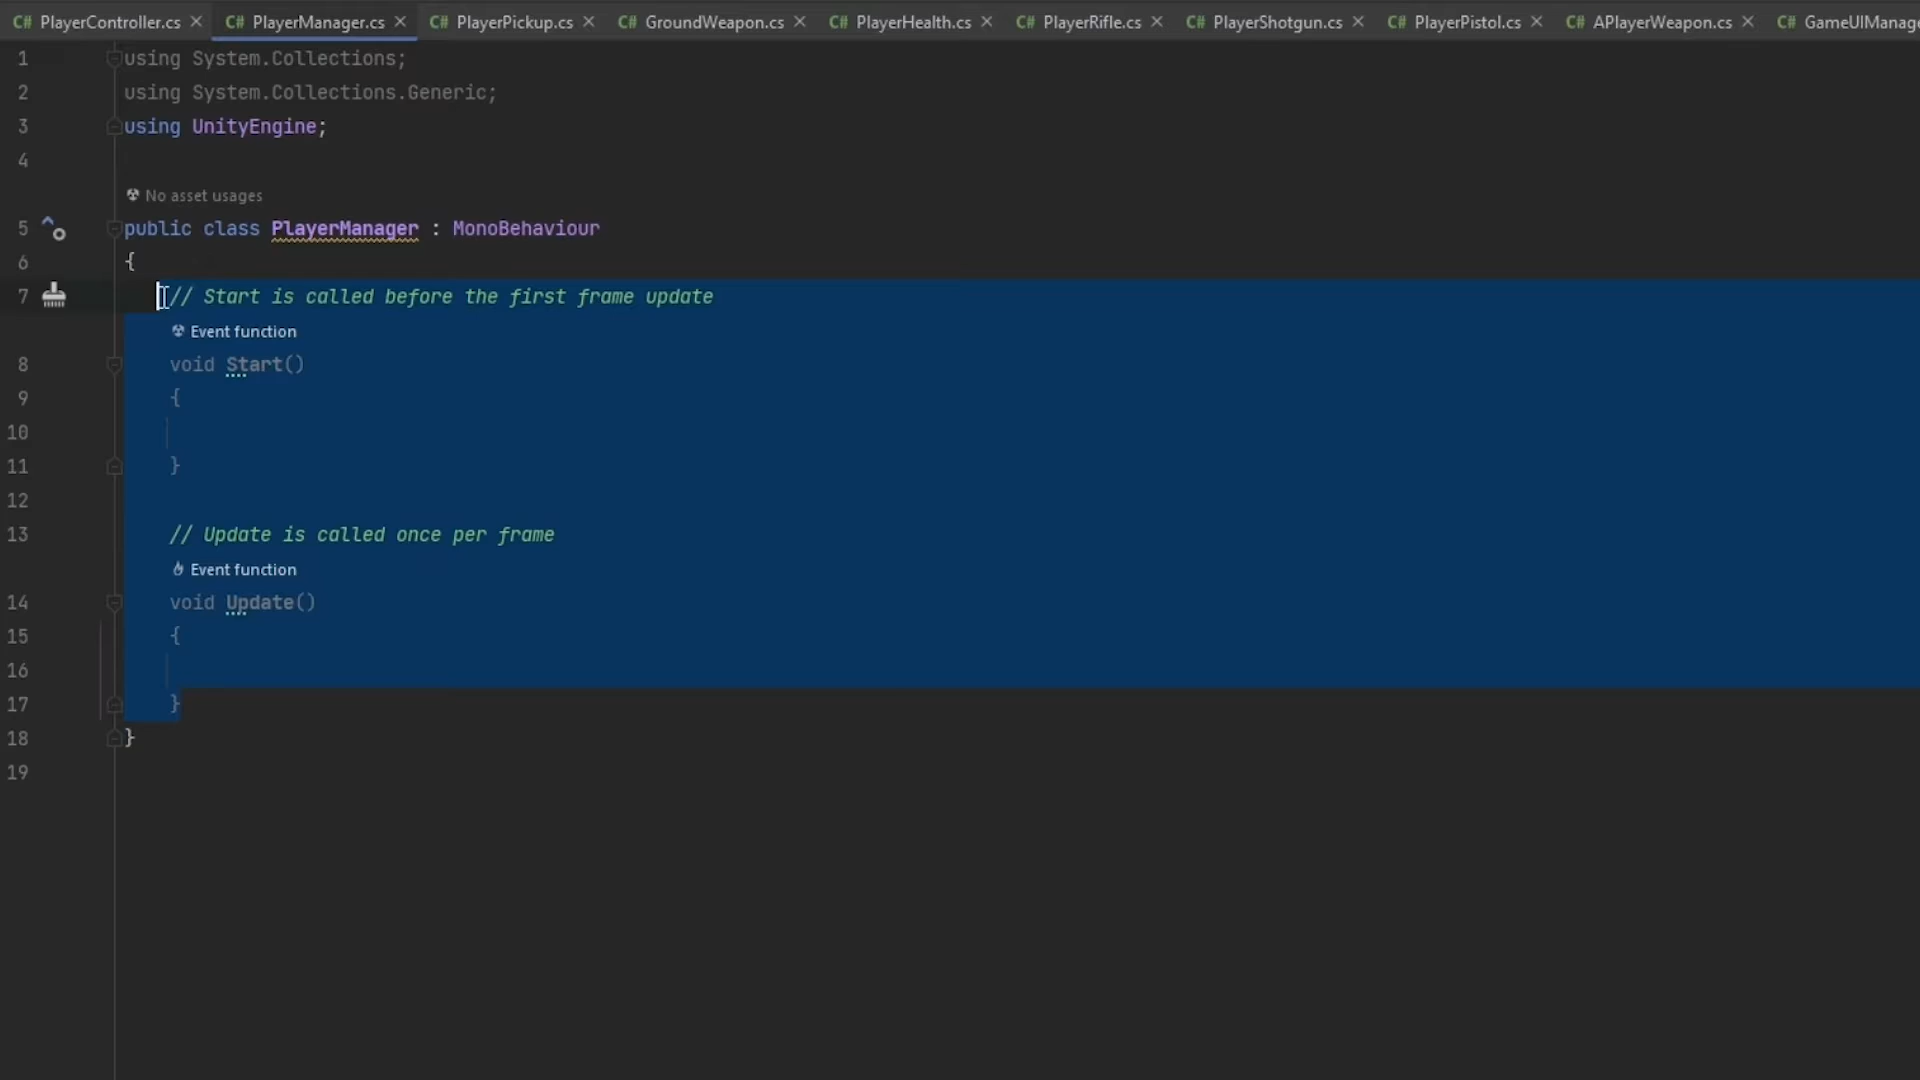 C# PlayerController.cs × C# PlayerManager.cs × C# PlayerPickup.cs × C# GroundWeapon.cs × C# PlayerHealth.cs × C# PlayerRifle.cs × C# PlayerShotgun.cs × C# PlayerPistol.cs × C# APlayerWeapon.cs × C# GameUIManage
1 using System.Collections;
2 using System.Collections.Generic;
3 using UnityEngine;
4
No asset usages
5 public class PlayerManager : MonoBehaviour
6 {
7 // Start is called before the first frame update
Event function
8 void Start()
9 {
10
11 }
12
13 // Update is called once per frame
Event function
14 void Update()
15 {
16
17 }
18 }
19